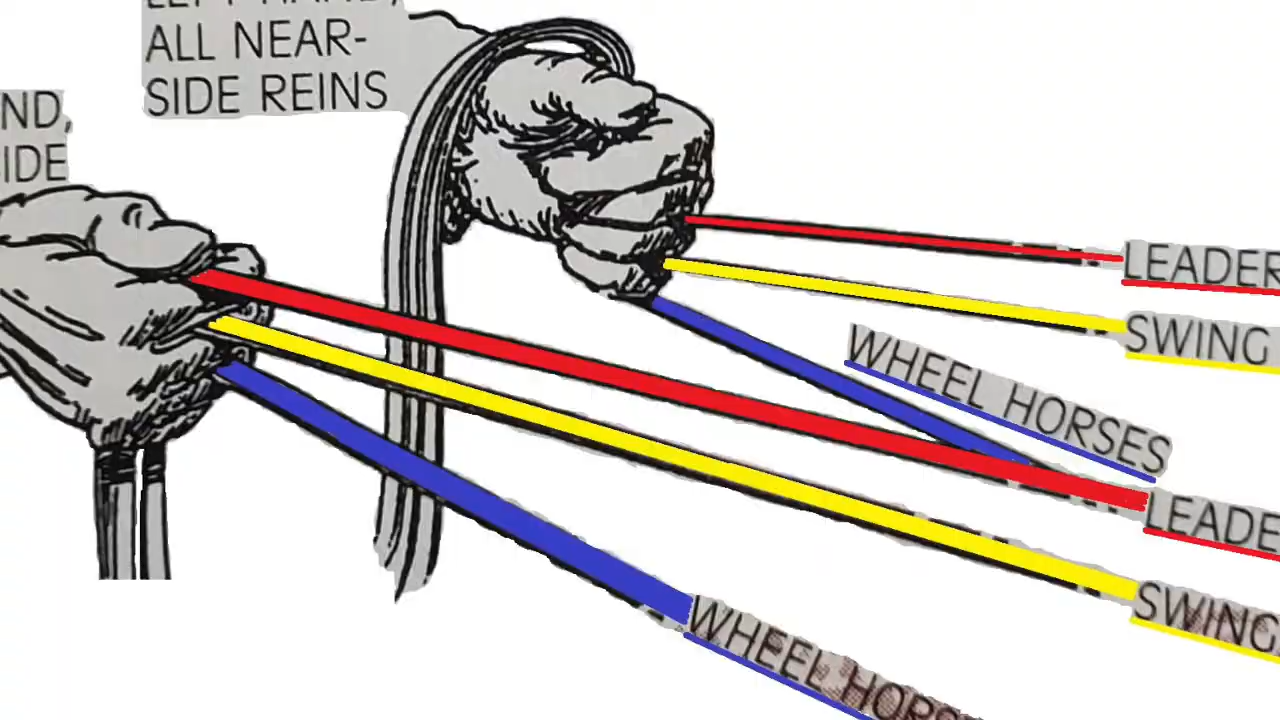 ALL NEAR-
SIDE REINS
ND,
IDE
LEADER
SWING
WHEEL HORSES
LEADE
SWING
WHEEL HORS